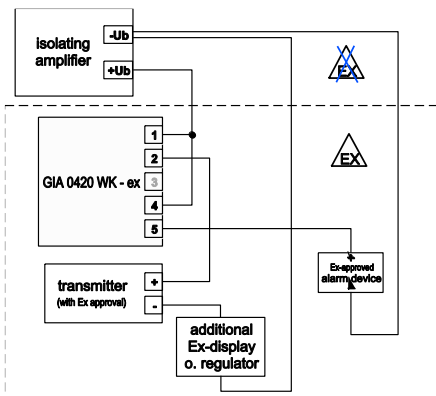 isolating
amplifier
-Ub
+Ub
EX
EX
GIA 0420 WK - ex
1
2
3
4
5
transmitter
(with Ex approval)
+
-
Ex-approved
alarm device
additional
Ex-display
o. regulator